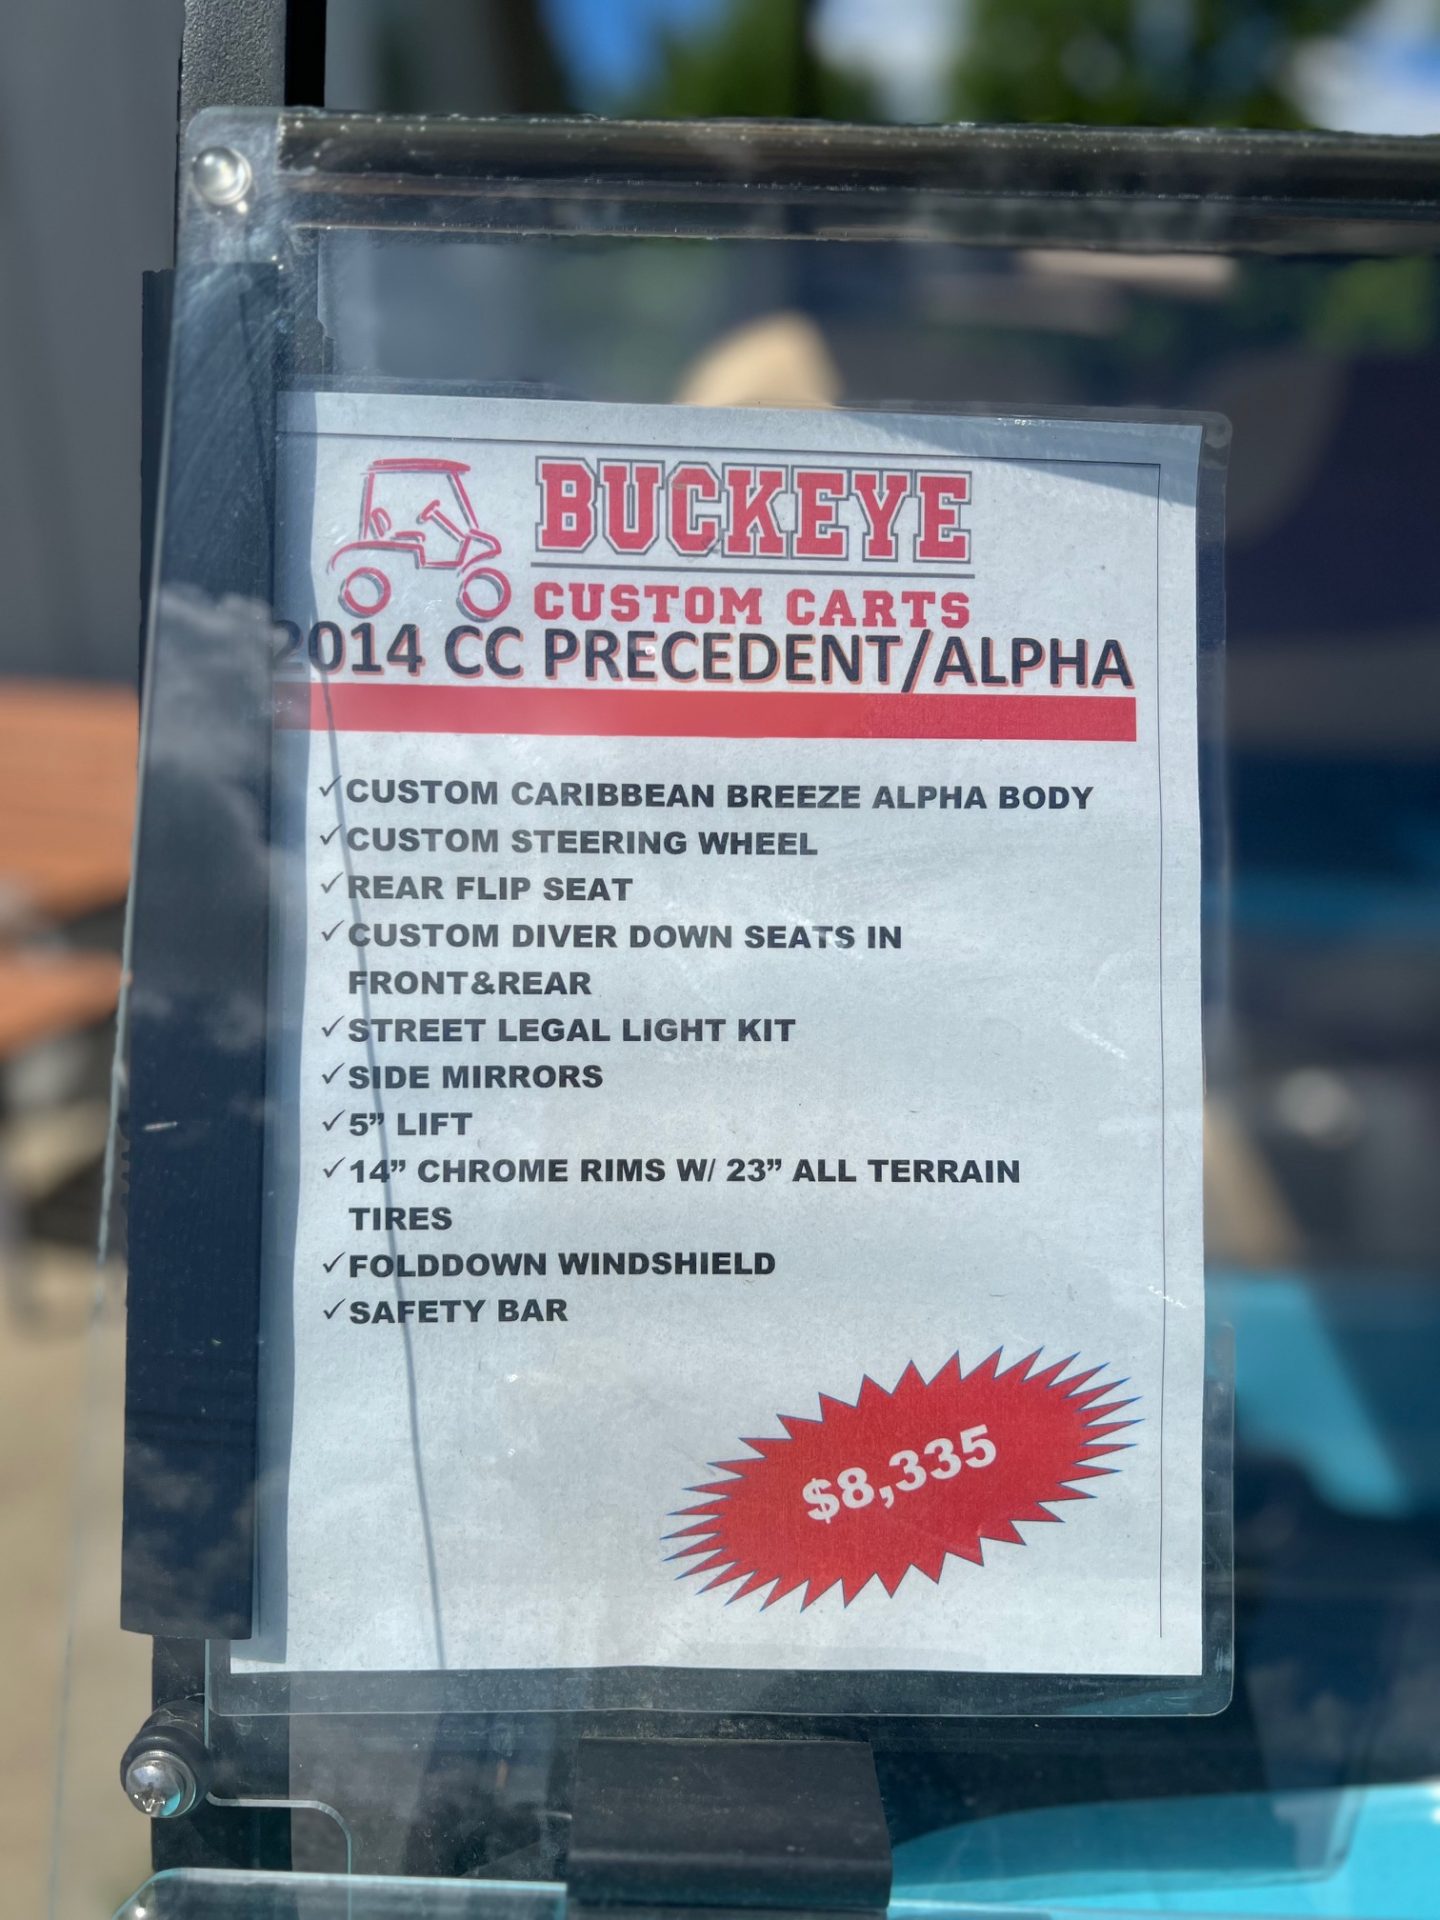 BUCKEYE
CUSTOM CARTS
2014 CC PRECEDENT/ALPHA
✓CUSTOM CARIBBEAN BREEZE ALPHA BODY
✓CUSTOM STEERING WHEEL
✓REAR FLIP SEAT
✓CUSTOM DIVER DOWN SEATS IN
FRONT&REAR
✓STREET LEGAL LIGHT KIT
✓SIDE MIRRORS
✓5” LIFT
✓14” CHROME RIMS W/ 23” ALL TERRAIN
TIRES
✓FOLDDOWN WINDSHIELD
✓SAFETY BAR
$8,335